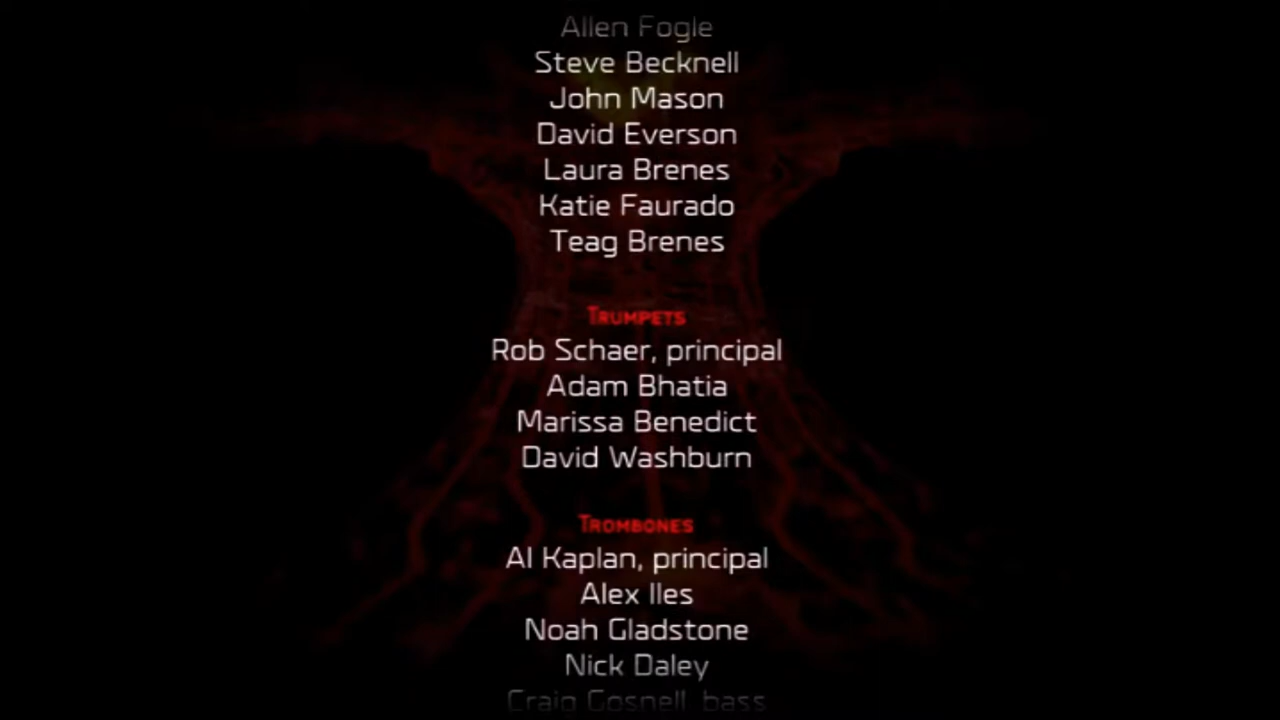 Allen Fogle
Steve Becknell
John Mason
David Everson
Laura Brenes
Katie Faurado
Teag Brenes
Trumpets
Rob Schaer, principal
Adam Bhatia
Marissa Benedict
David Washburn
Trombones
Al Kaplan, principal
Alex Iles
Noah Gladstone
Nick Daley
Craig Gosnell, bass